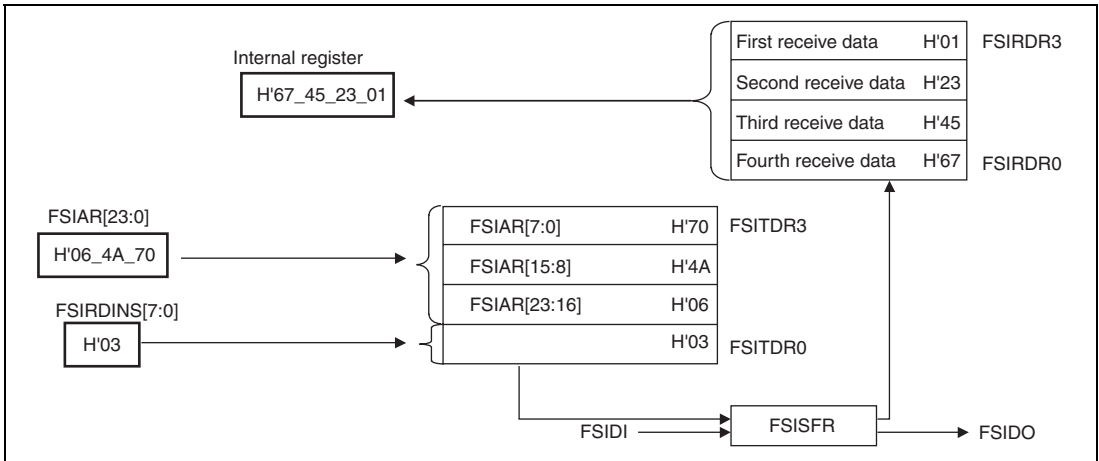 First receive data H'01 FSIRDR3
Internal register
Second receive data H'23
H'67_45_23_01
Third receive data H'45
Fourth receive data H'67 FSIRDR0
FSIAR[23:0]
FSIAR[7:0] H'70 FSITDR3
H'06_4A_70
FSIAR[15:8] H'4A
FSIAR[23:16] H'06
FSIRDINS[7:0]
H'03
H'03 FSITDR0
FSIDI
FSISFR
FSIDO